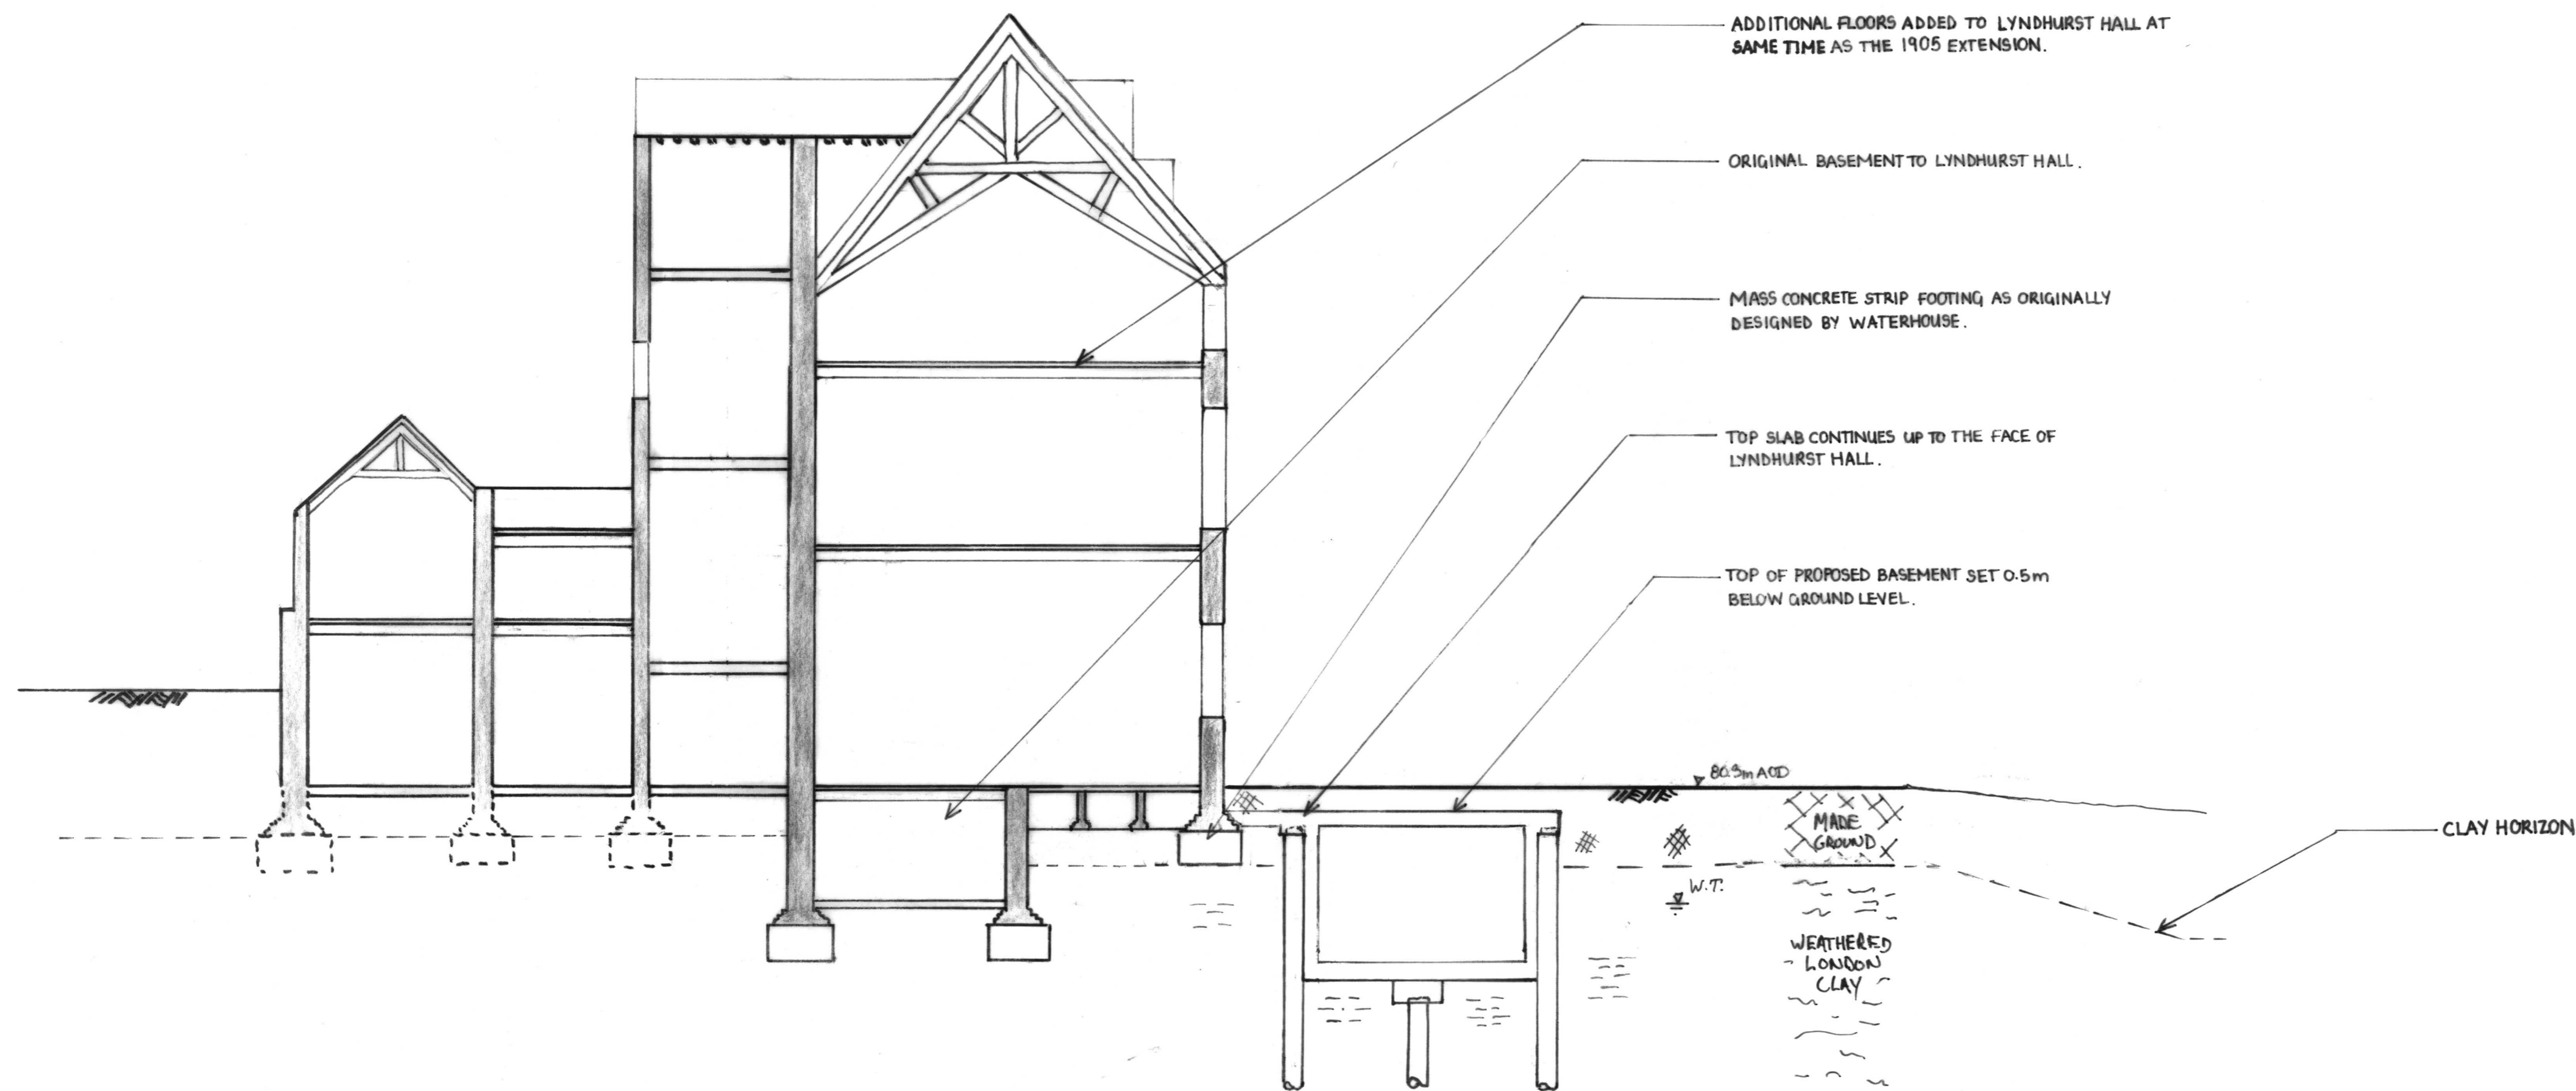 ADDITIONAL FLOORS ADDED TO LYNDHURST HALL AT
SAME TIME AS THE 1905 EXTENSION.
ORIGINAL BASEMENT TO LYNDHURST HALL.
MASS CONCRETE STRIP FOOTING AS ORIGINALLY
DESIGNED BY WATERHOUSE.
TOP SLAB CONTINUES UP TO THE FACE OF
LYNDHURST HALL.
TOP OF PROPOSED BASEMENT SET 0.5m
BELOW GROUND LEVEL.
80.3m AOD
MADE
GROUND
CLAY HORIZON
W.T.
WEATHERED
LONDON
CLAY